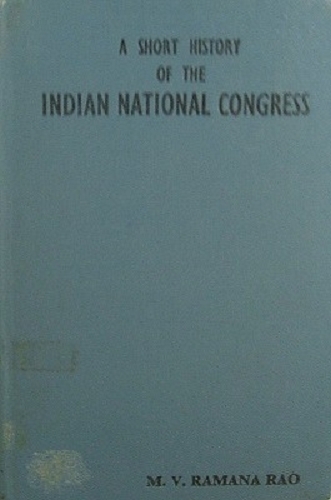 A SHORT HISTORY
OF THE
INDIAN NATIONAL CONGRESS
M. V. RAMANA RAO